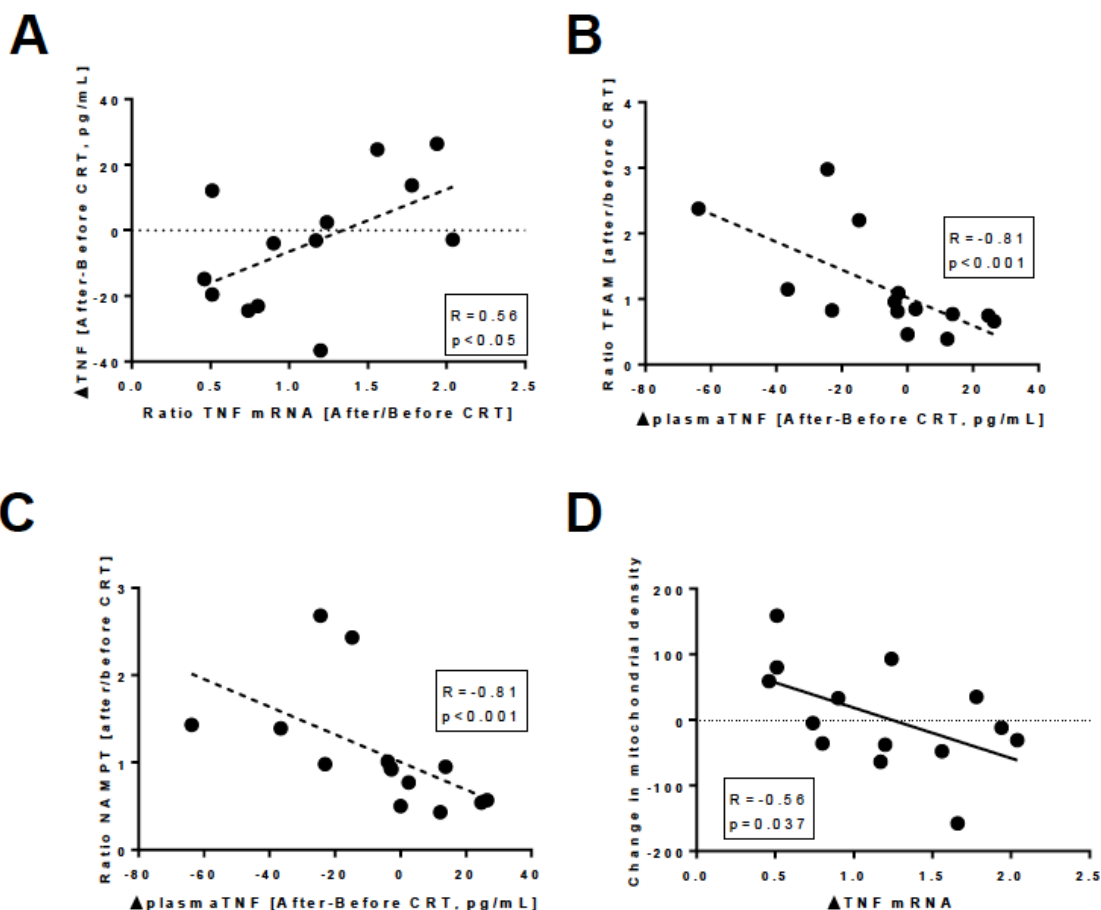 A
▲TNF [After-Before CRT, pg/mL]
40
20
0
-20
-40
R=0.56
p<0.05
0.0 0.5 1.0 1.5 2.0 2.5
Ratio TNF mRNA [After/Before CRT]
B
Ratio TFAM [after/before CRT]
4
3
2
1
0
R=-0.81
p<0.001
-80 -60 -40 -20 0 20 40
▲plasmaTNF [After-Before CRT, pg/mL]
C
Ratio NAMPT [after/before CRT]
3
2
1
0
R=-0.81
p<0.001
-80 -60 -40 -20 0 20 40
▲plasmaTNF [After-Before CRT, pg/mL]
D
Change in mitochondrial density
200
100
0
-100
-200
R=-0.56
p=0.037
0.0 0.5 1.0 1.5 2.0 2.5
▲TNF mRNA